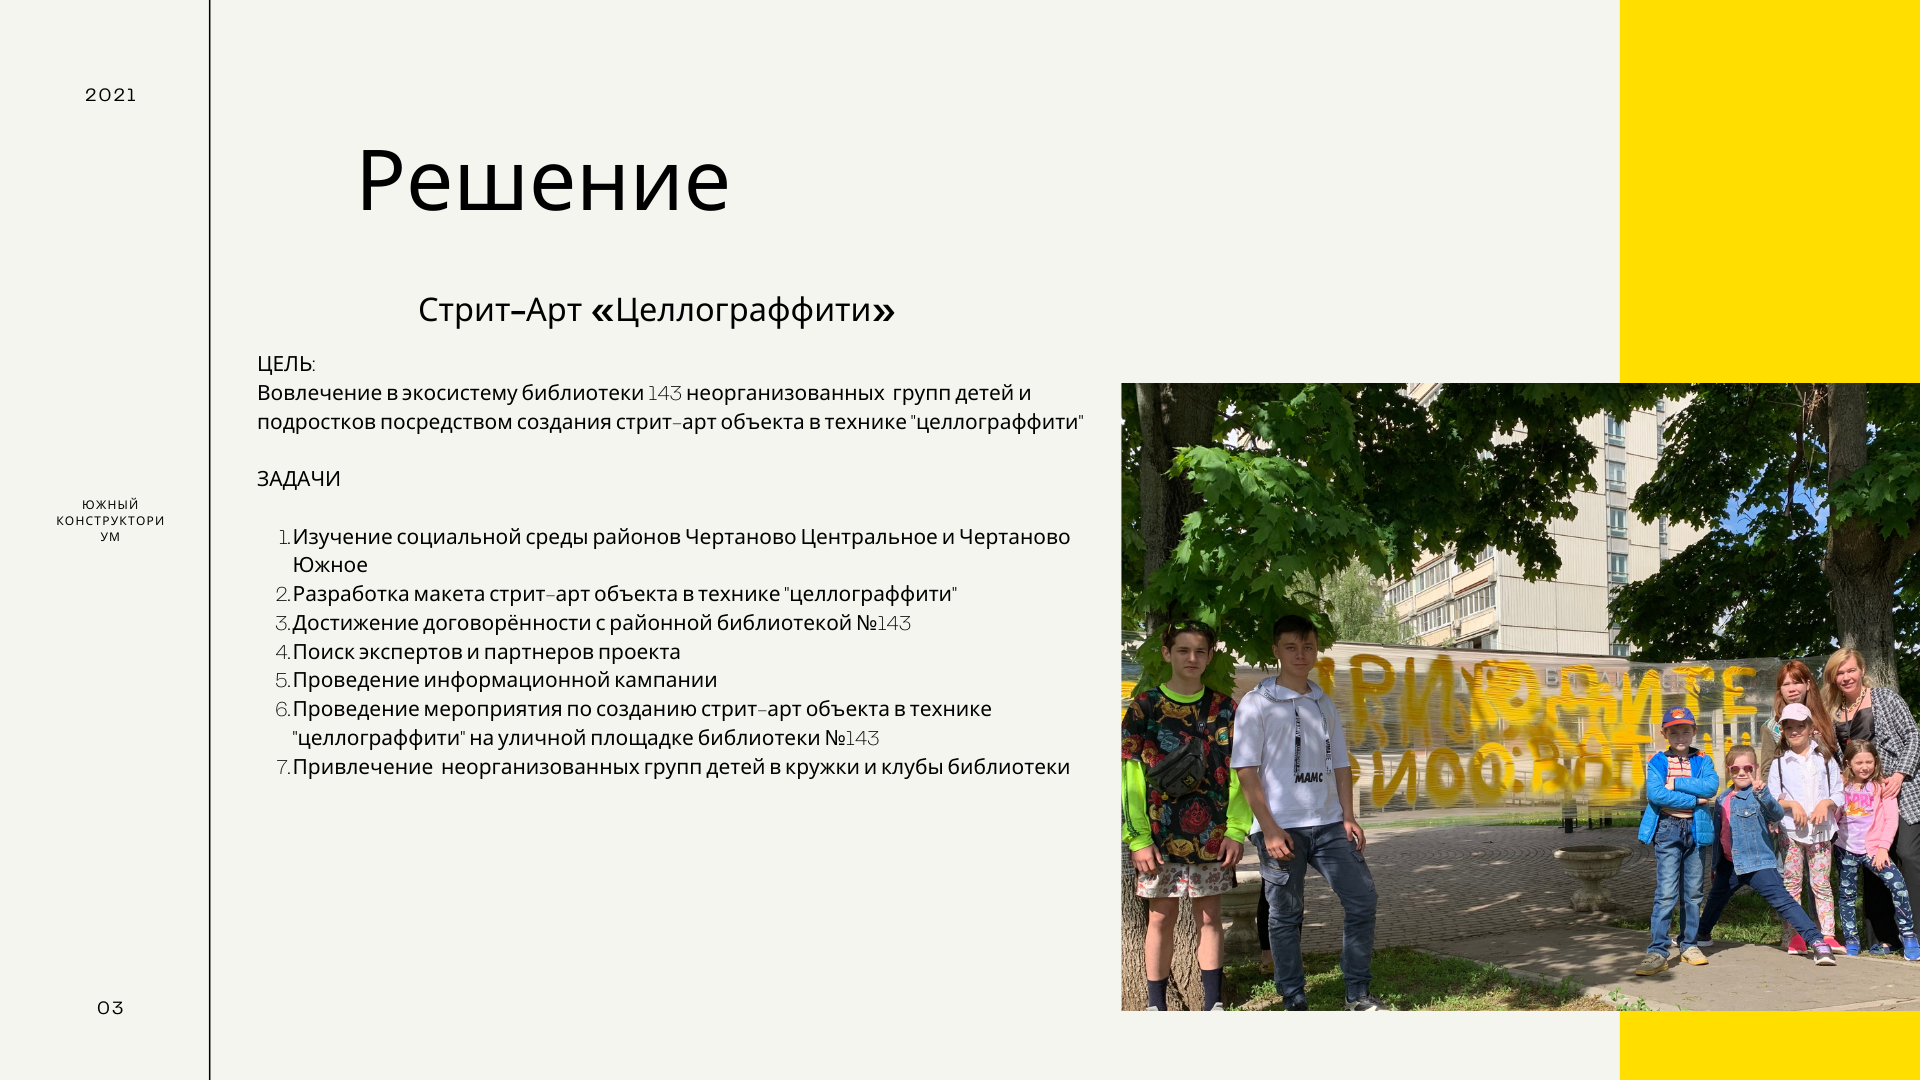 2021
Решение
Стрит-Арт «Целлограффити»
ЦЕЛЬ:
Вовлечение в экосистему библиотеки 143 неорганизованных групп детей и
подростков посредством создания стрит-арт объекта в технике "целлограффити"
ЗАДАЧИ
1. Изучение социальной среды районов Чертаново Центральное и Чертаново
Южное
2. Разработка макета стрит-арт объекта в технике "целлограффити"
3. Достижение договорённости с районной библиотекой №143
4. Поиск экспертов и партнеров проекта
5. Проведение информационной кампании
6. Проведение мероприятия по созданию стрит-арт объекта в технике
"целлограффити" на уличной площадке библиотеки №143
7. Привлечение неорганизованных групп детей в кружки и клубы библиотеки
ЮЖНЫЙ
КОНСТРУКТОРИ
УМ
03
МАМС